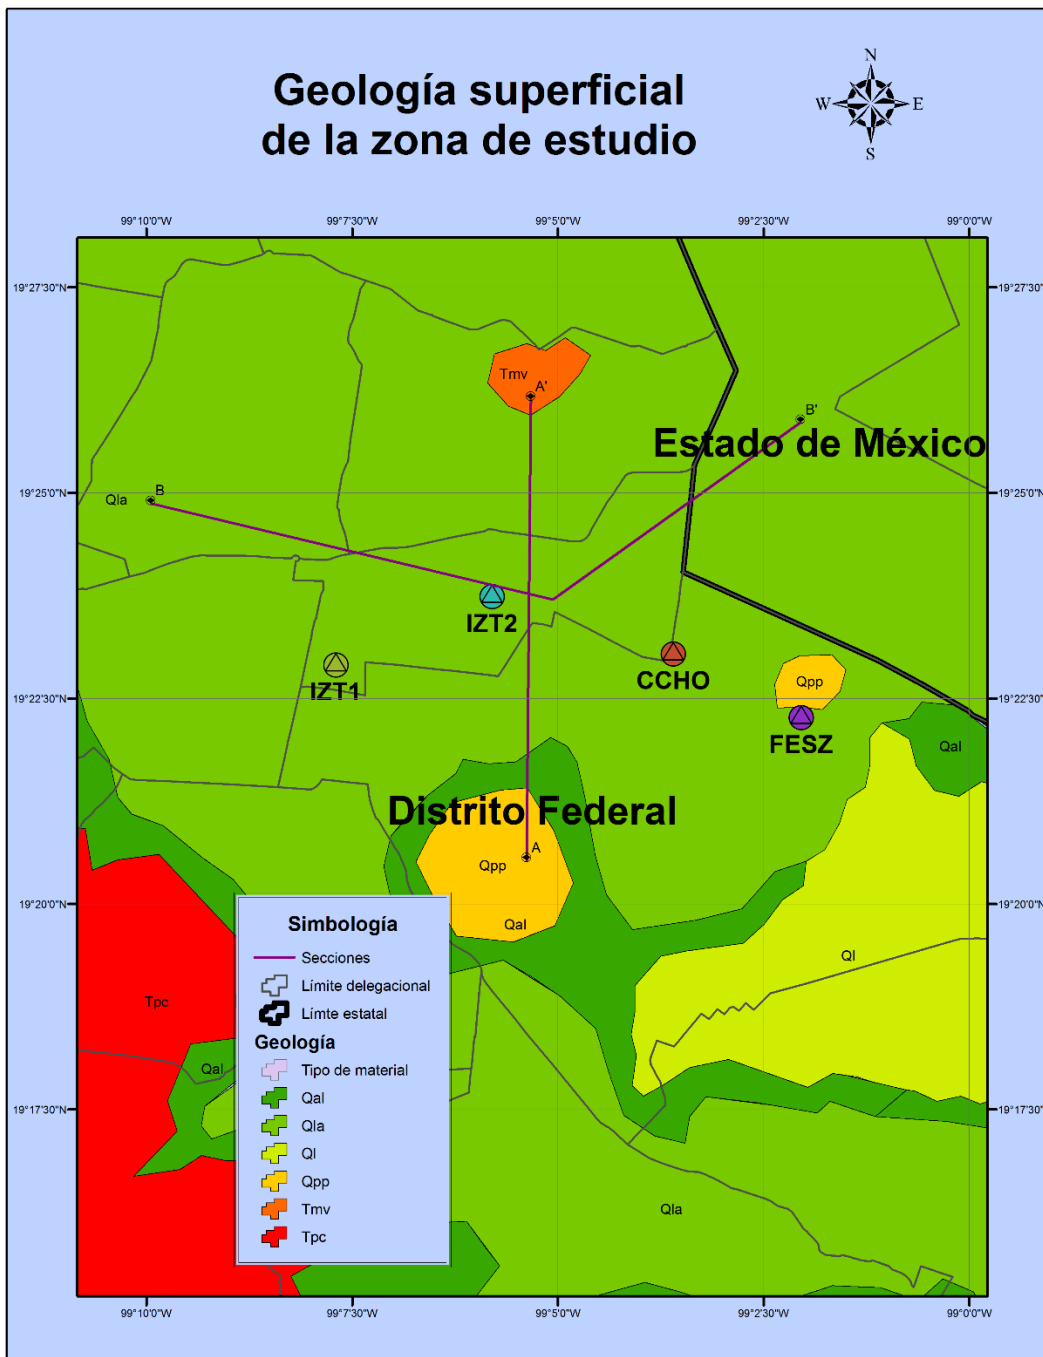 Geología superficial
de la zona de estudio
N
W
E
S
99°10'0"W
99°7'30"W
99°5'0"W
99°2'30"W
99°0'0"W
19°27'30"N
19°27'30"N
Tmv
A'
B'
Estado de México
19°25'0"N
Qla
B
19°25'0"N
IZT2
IZT1
CCHO
Qpp
19°22'30"N
19°22'30"N
FESZ
Qal
Distrito Federal
A
Qpp
19°20'0"N
Qal
19°20'0"N
Simbología
Secciones
Límite delegacional
Límte estatal
Geología
Tipo de material
Qal
Qla
Ql
Qpp
Tmv
Tpc
Ql
Tpc
Qal
19°17'30"N
19°17'30"N
Qla
99°10'0"W
99°7'30"W
99°5'0"W
99°2'30"W
99°0'0"W